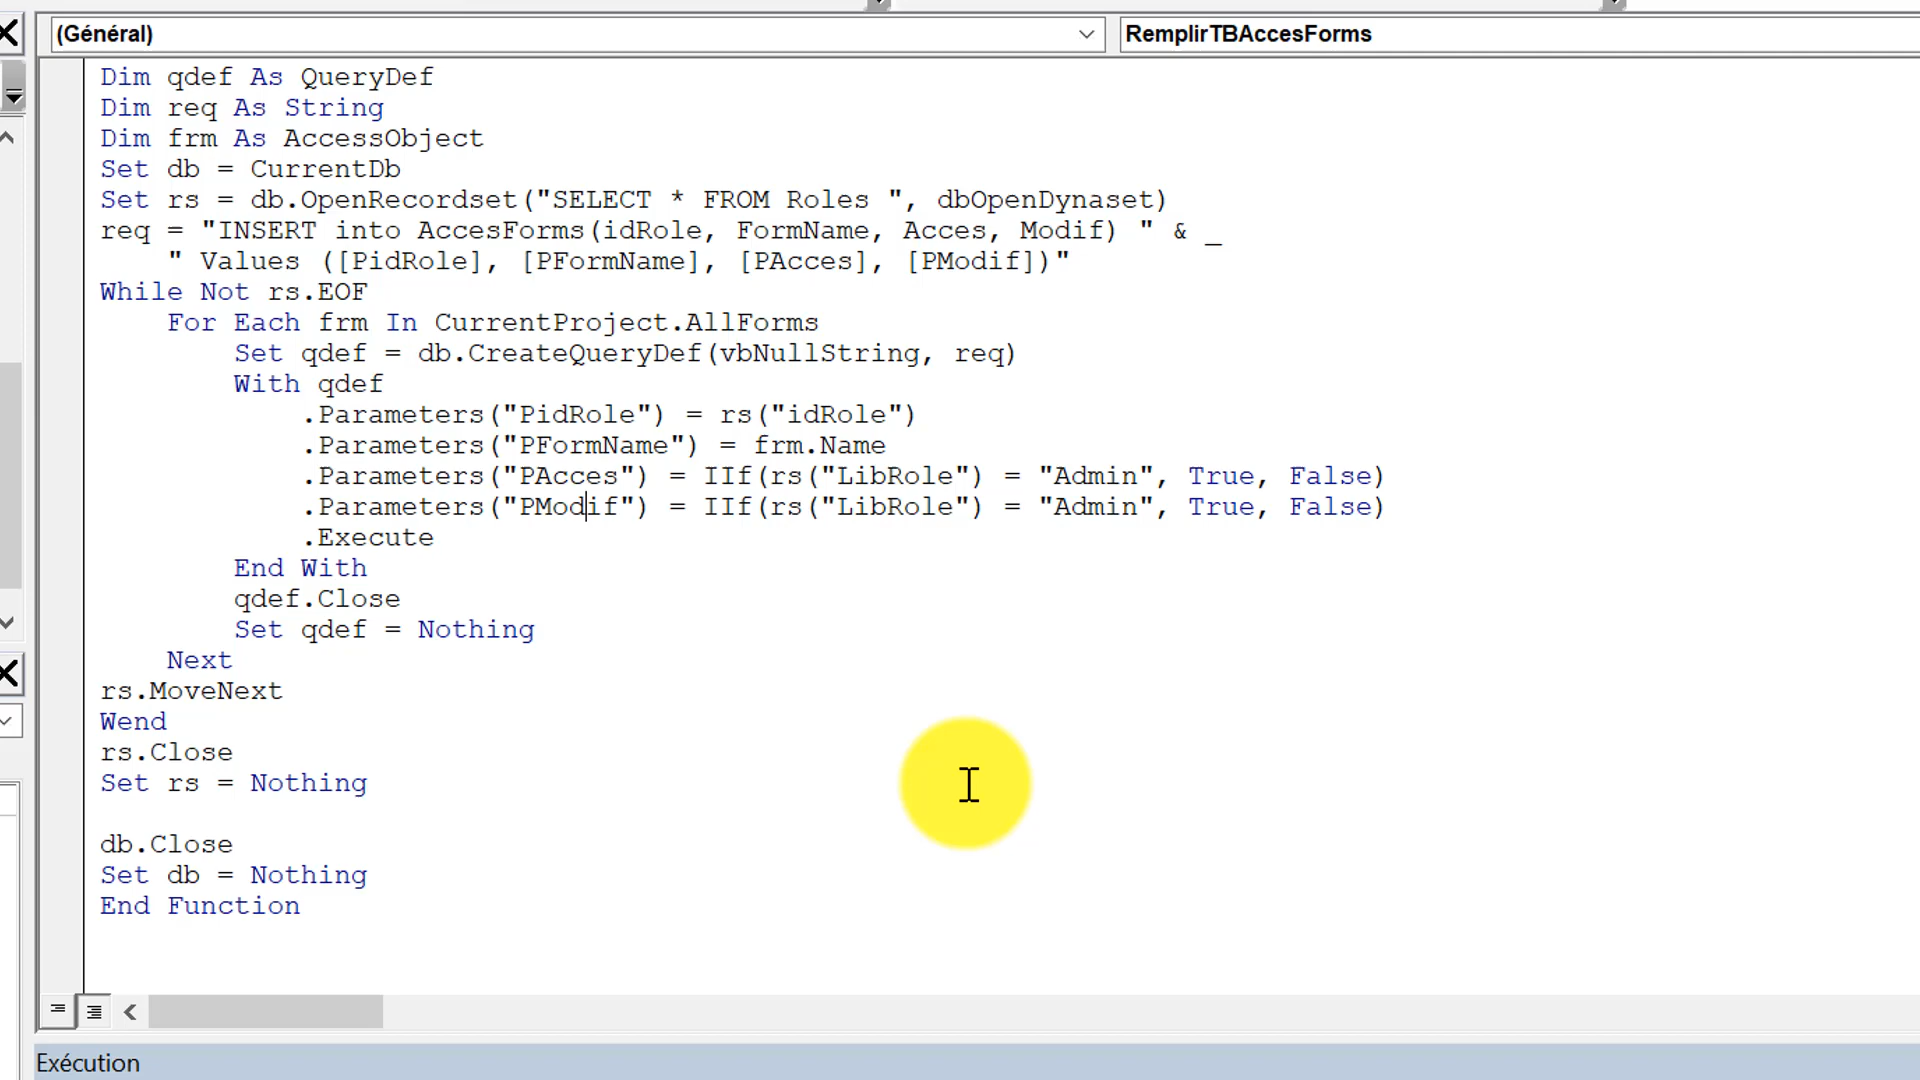 (Général)
RemplirTBAccesForms
Dim qdef As QueryDef
Dim req As String
Dim frm As AccessObject
Set db = CurrentDb
Set rs = db.OpenRecordset("SELECT * FROM Roles ", dbOpenDynaset)
req = "INSERT into AccesForms(idRole, FormName, Acces, Modif) " & _
" Values ([PidRole], [PFormName], [PAcces], [PModif])"
While Not rs.EOF
For Each frm In CurrentProject.AllForms
Set qdef = db.CreateQueryDef(vbNullString, req)
With qdef
.Parameters("PidRole") = rs("idRole")
.Parameters("PFormName") = frm.Name
.Parameters("PAcces") = IIf(rs("LibRole") = "Admin", True, False)
.Parameters("PModif") = IIf(rs("LibRole") = "Admin", True, False)
.Execute
End With
qdef.Close
Set qdef = Nothing
Next
rs.MoveNext
Wend
rs.Close
Set rs = Nothing
db.Close
Set db = Nothing
End Function
Exécution